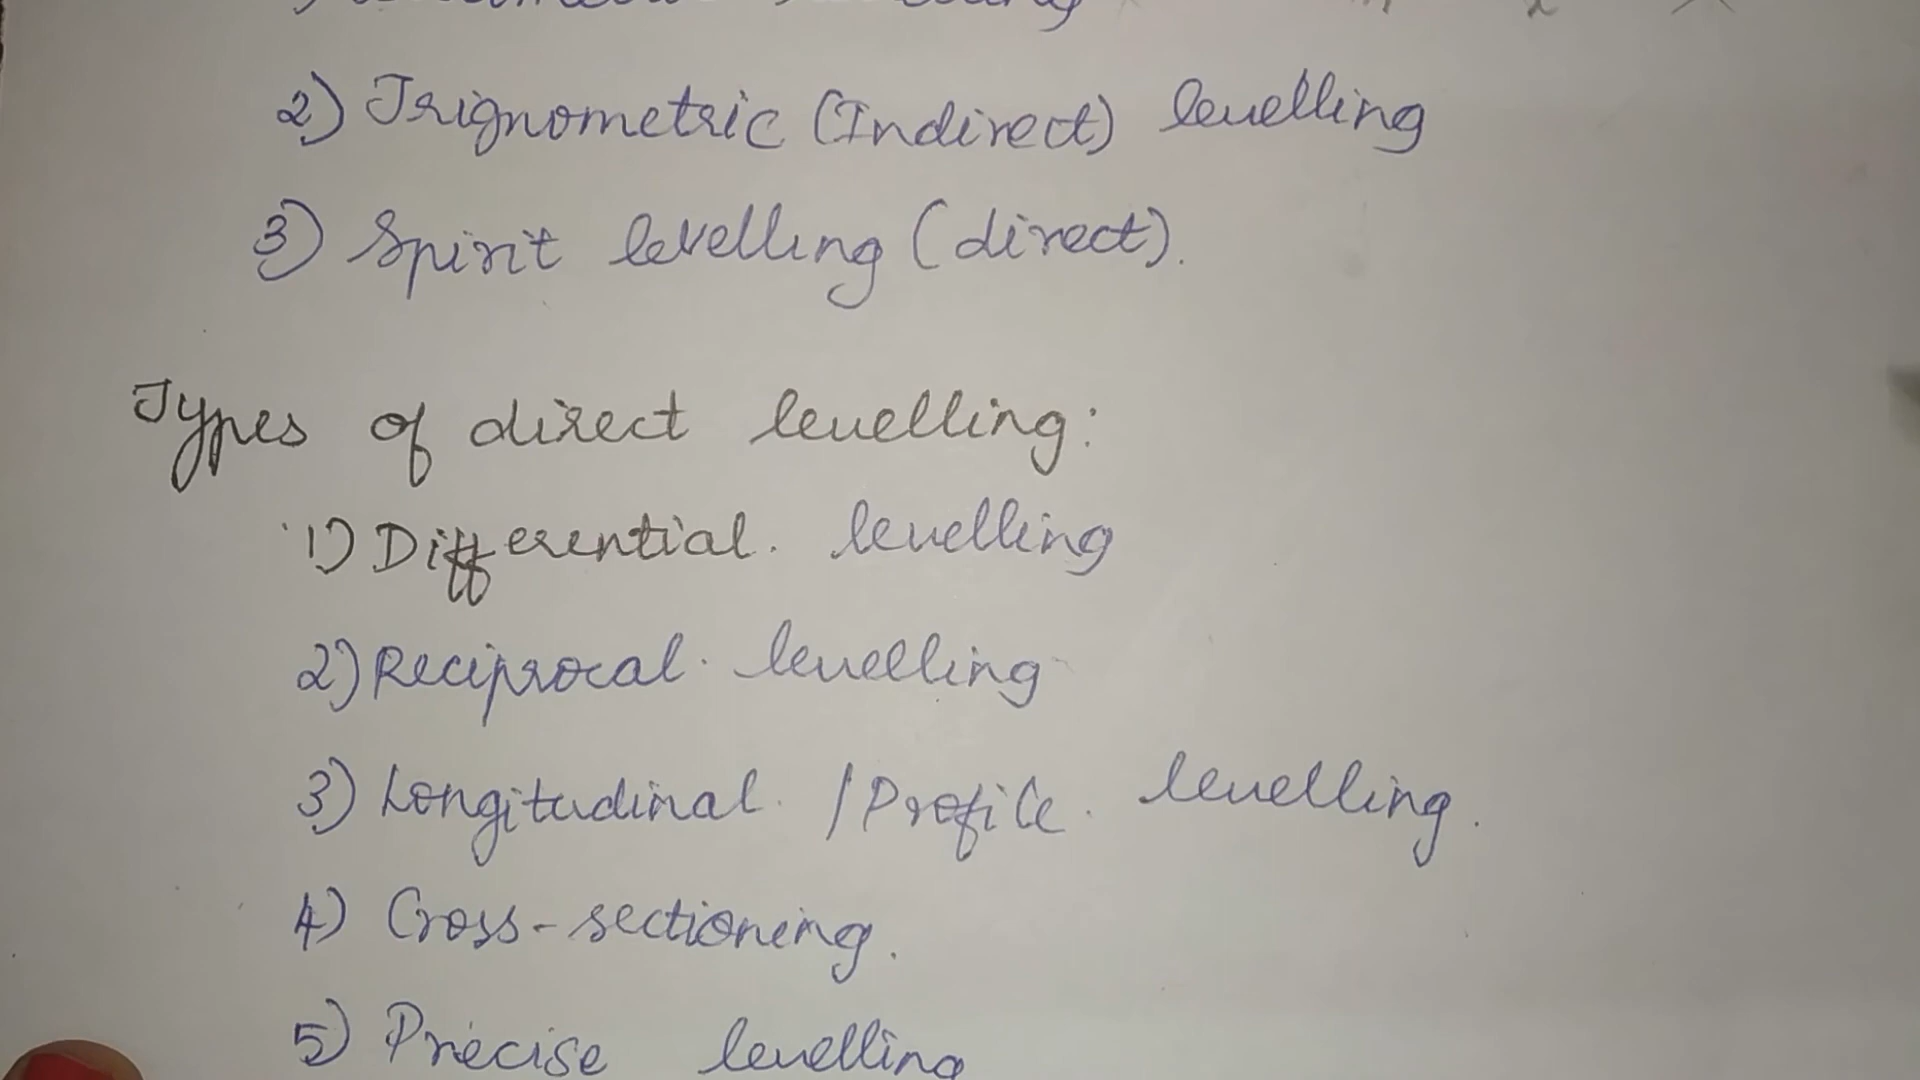 2) Trignometric (Indirect) levelling
3) Spirit levelling (direct).
Types of direct levelling:
1) Differential. levelling
2) Reciprocal. levelling
3) Longitudinal. / Profile. levelling.
4) Cross-sectioning.
5) Precise levelling